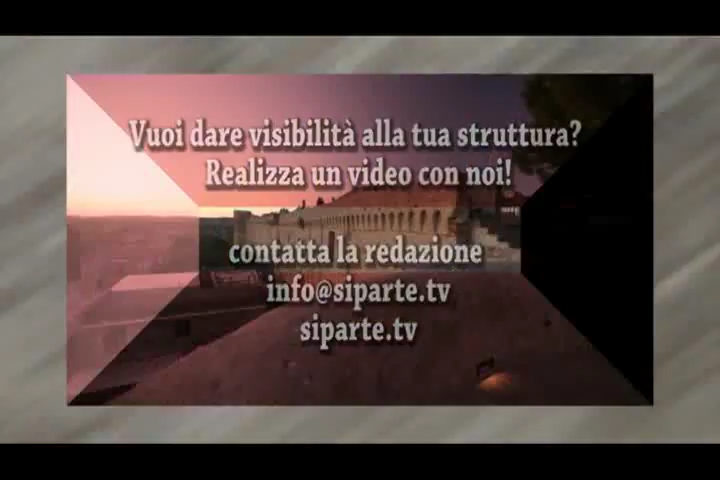 Vuoi dare visibilità alla tua struttura?
Realizza un video con noi!
contatta la redazione
info@siparte.tv
siparte.tv